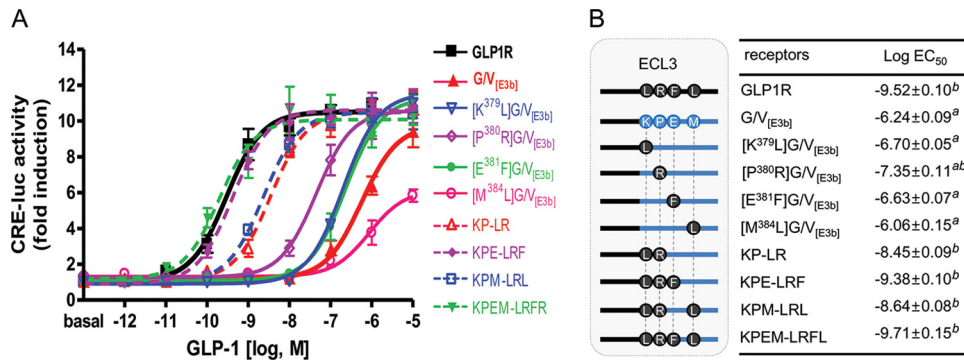 A
CRE-luc activity
(fold induction)
14
12
10
8
6
4
2
0
basal -12 -11 -10 -9 -8 -7 -6 -5
GLP-1 [log, M]
GLP1R
G/V[E3b]
[K379L]G/V[E3b]
[P380R]G/V[E3b]
[E381F]G/V[E3b]
[M384L]G/V[E3b]
KP-LR
KPE-LRF
KPM-LRL
KPEM-LRFR
B
ECL3
L R F L
K P E M
L
R
F
L
L R
L R F
L R L
L R F L
receptors Log EC50
GLP1R -9.52±0.10b
G/V[E3b] -6.24±0.09a
[K379L]G/V[E3b] -6.70±0.05a
[P380R]G/V[E3b] -7.35±0.11ab
[E381F]G/V[E3b] -6.63±0.07a
[M384L]G/V[E3b] -6.06±0.15a
KP-LR -8.45±0.09b
KPE-LRF -9.38±0.10b
KPM-LRL -8.64±0.08b
KPEM-LRFL -9.71±0.15b